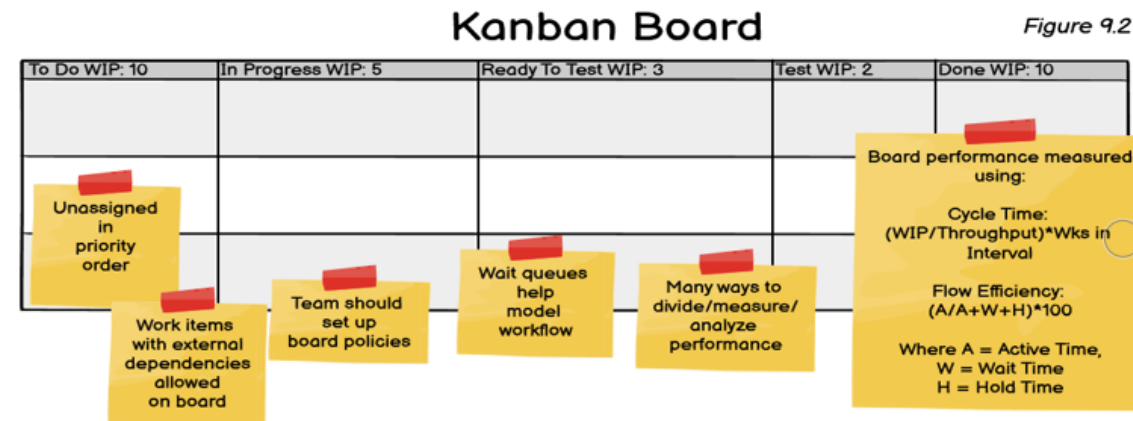 Kanban Board
Figure 9.2
To Do WIP: 10
In Progress WIP: 5
Ready To Test WIP: 3
Test WIP: 2
Done WIP: 10
Unassigned
in
priority
order
Work items
with external
dependencies
allowed
on board
Team should
set up
board policies
Wait queues
help
model
workflow
Many ways to
divide/measure/
analyze
performance
Board performance measured
using:
Cycle Time:
(WIP/Throughput)*Wks in
Interval
Flow Efficiency:
(A/A+W+H)*100
Where A = Active Time,
W = Wait Time
H = Hold Time